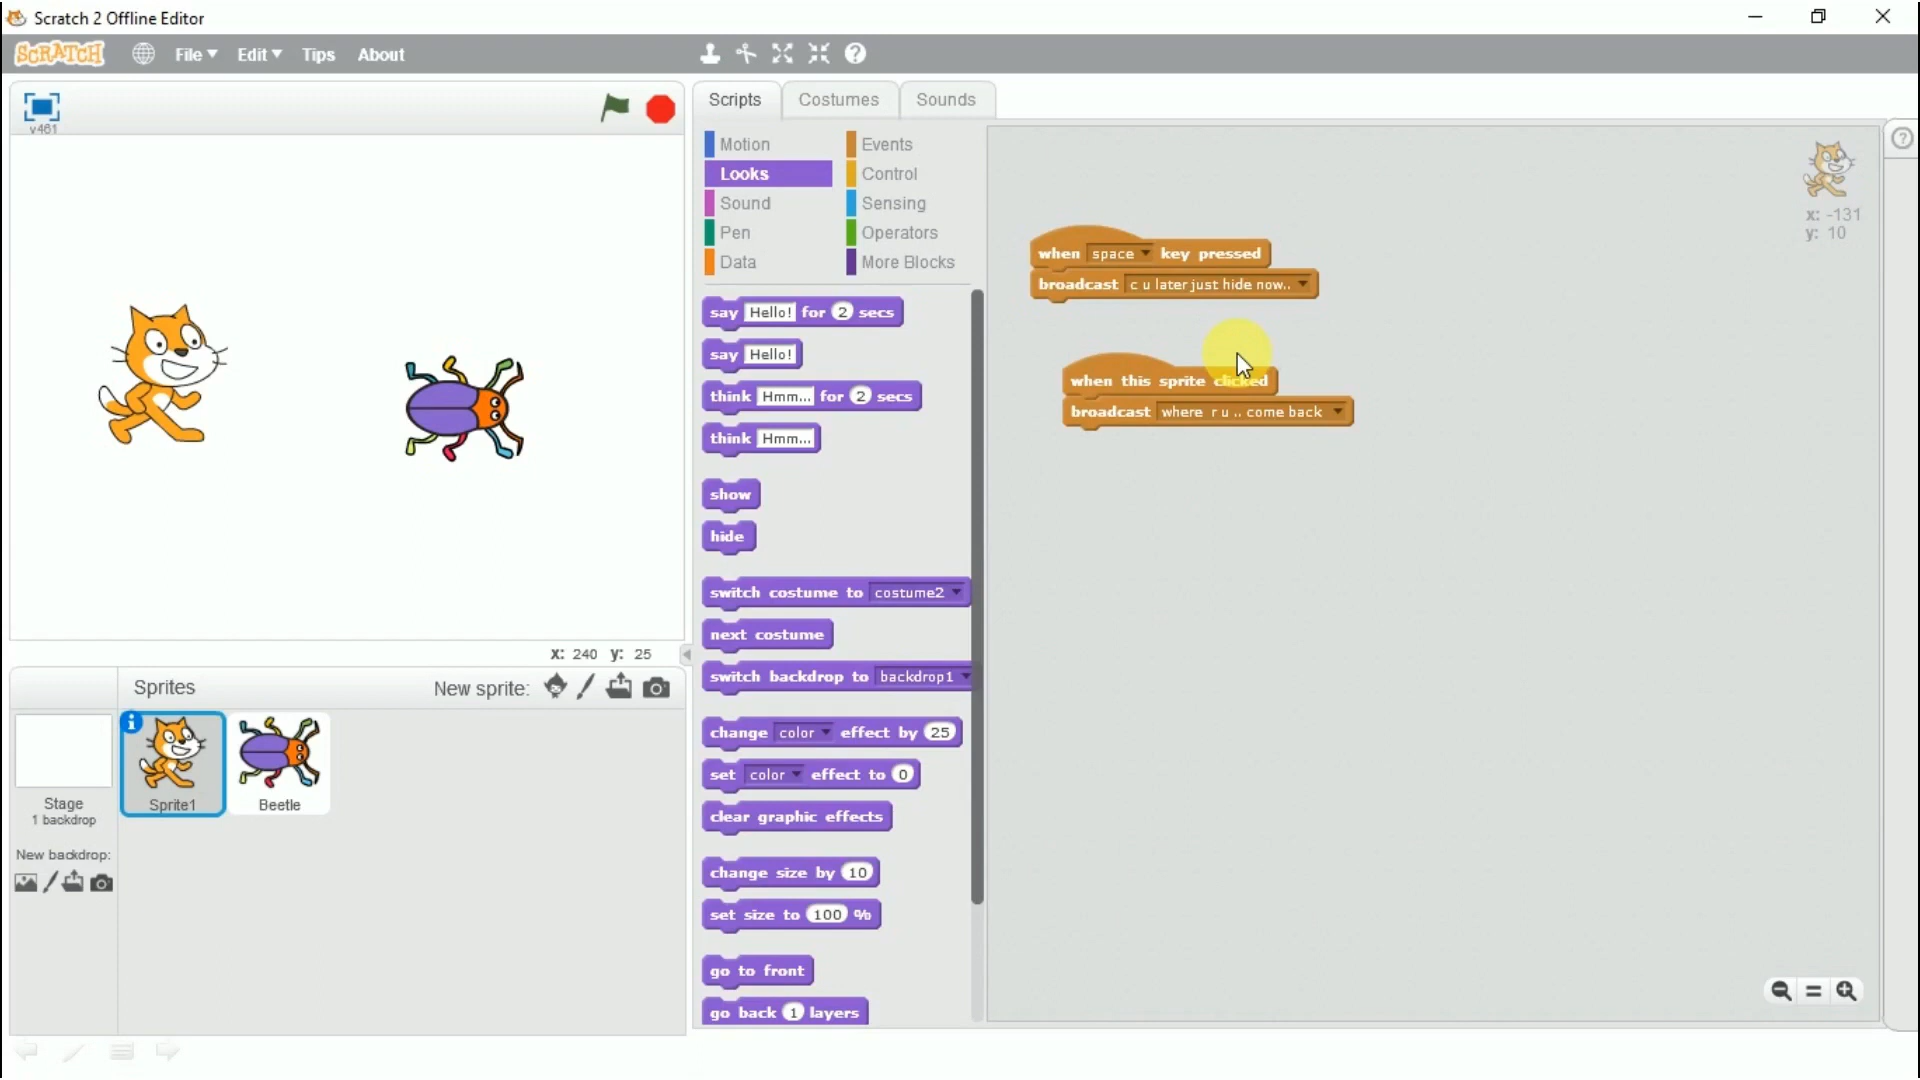 Scratch 2 Offline Editor
SCRATCH File Edit Tips About
v461
Scripts Costumes Sounds
Motion Events
Looks Control
Sound Sensing
Pen Operators
Data More Blocks
say Hello! for 2 secs
say Hello!
think Hmm... for 2 secs
think Hmm...
show
hide
switch costume to costume2
next costume
switch backdrop to backdrop1
change color effect by 25
set color effect to 0
clear graphic effects
change size by 10
set size to 100 %
go to front
go back 1 layers
when space key pressed
broadcast c u later just hide now..
when this sprite clicked
broadcast where r u .. come back
x: -131
y: 10
x: 240 y: 25
Sprites New sprite:
Stage
1 backdrop
New backdrop:
Sprite1
Beetle